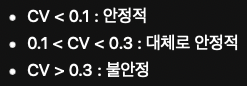 • CV < 0.1 : 안정적
• 0.1 < CV < 0.3 : 대체로 안정적
• CV > 0.3 : 불안정